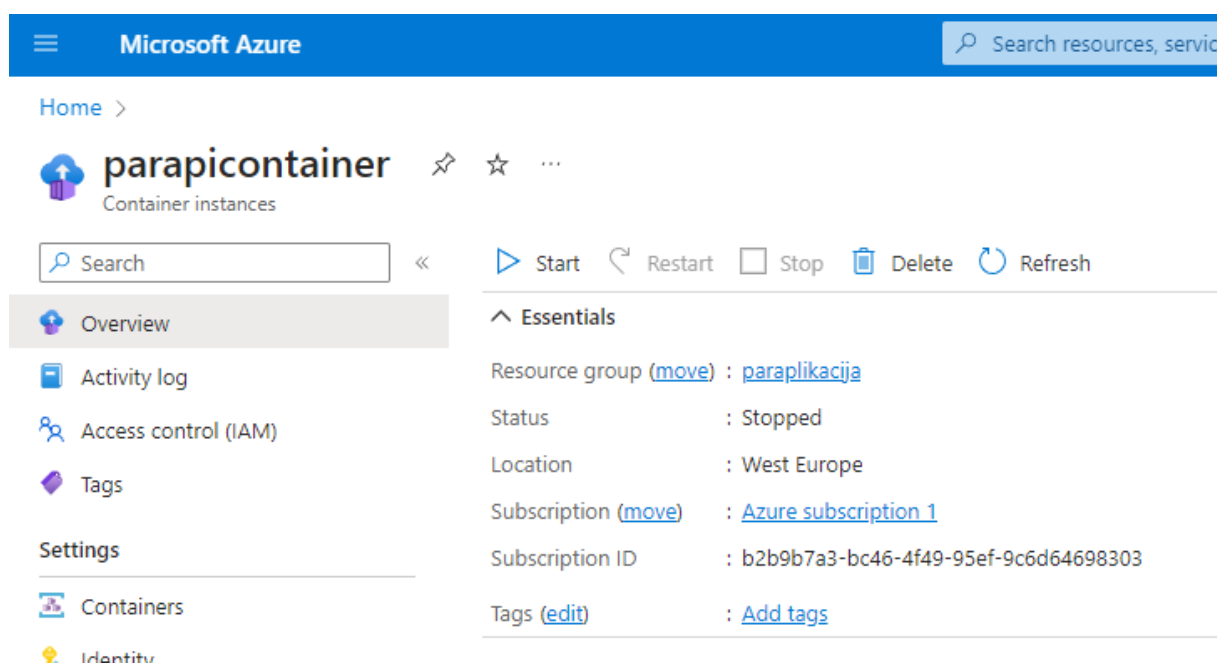 Microsoft Azure
Search resources, servic
Home >
parapicontainer
Container instances
Search
«
Start Restart Stop Delete Refresh
Overview
Activity log
Access control (IAM)
Tags
Settings
Containers
Identity
Essentials
Resource group (move) : paraplikacija
Status : Stopped
Location : West Europe
Subscription (move) : Azure subscription 1
Subscription ID : b2b9b7a3-bc46-4f49-95ef-9c6d64698303
Tags (edit) : Add tags